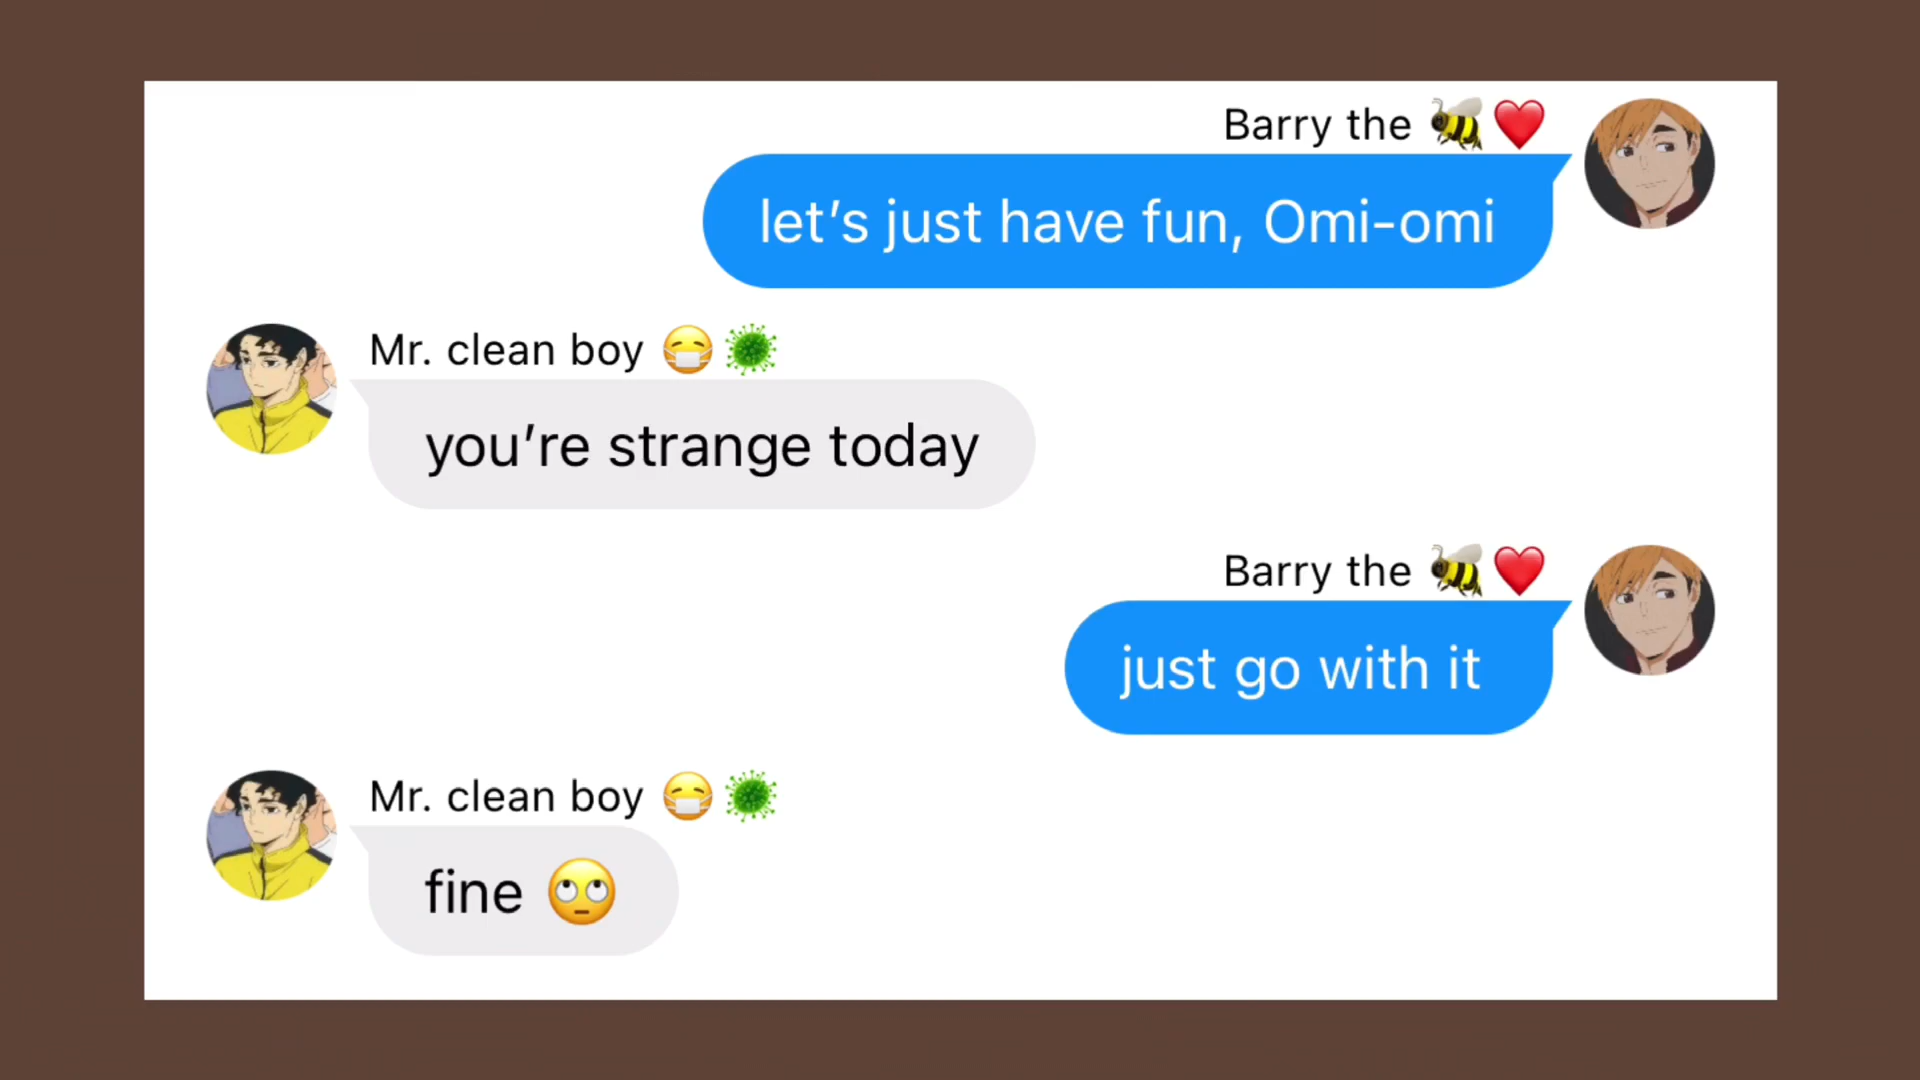 Barry the 🐝❤️
let’s just have fun, Omi-omi
Mr. clean boy 😷🦠
you’re strange today
Barry the 🐝❤️
just go with it
Mr. clean boy 😷🦠
fine 🙄